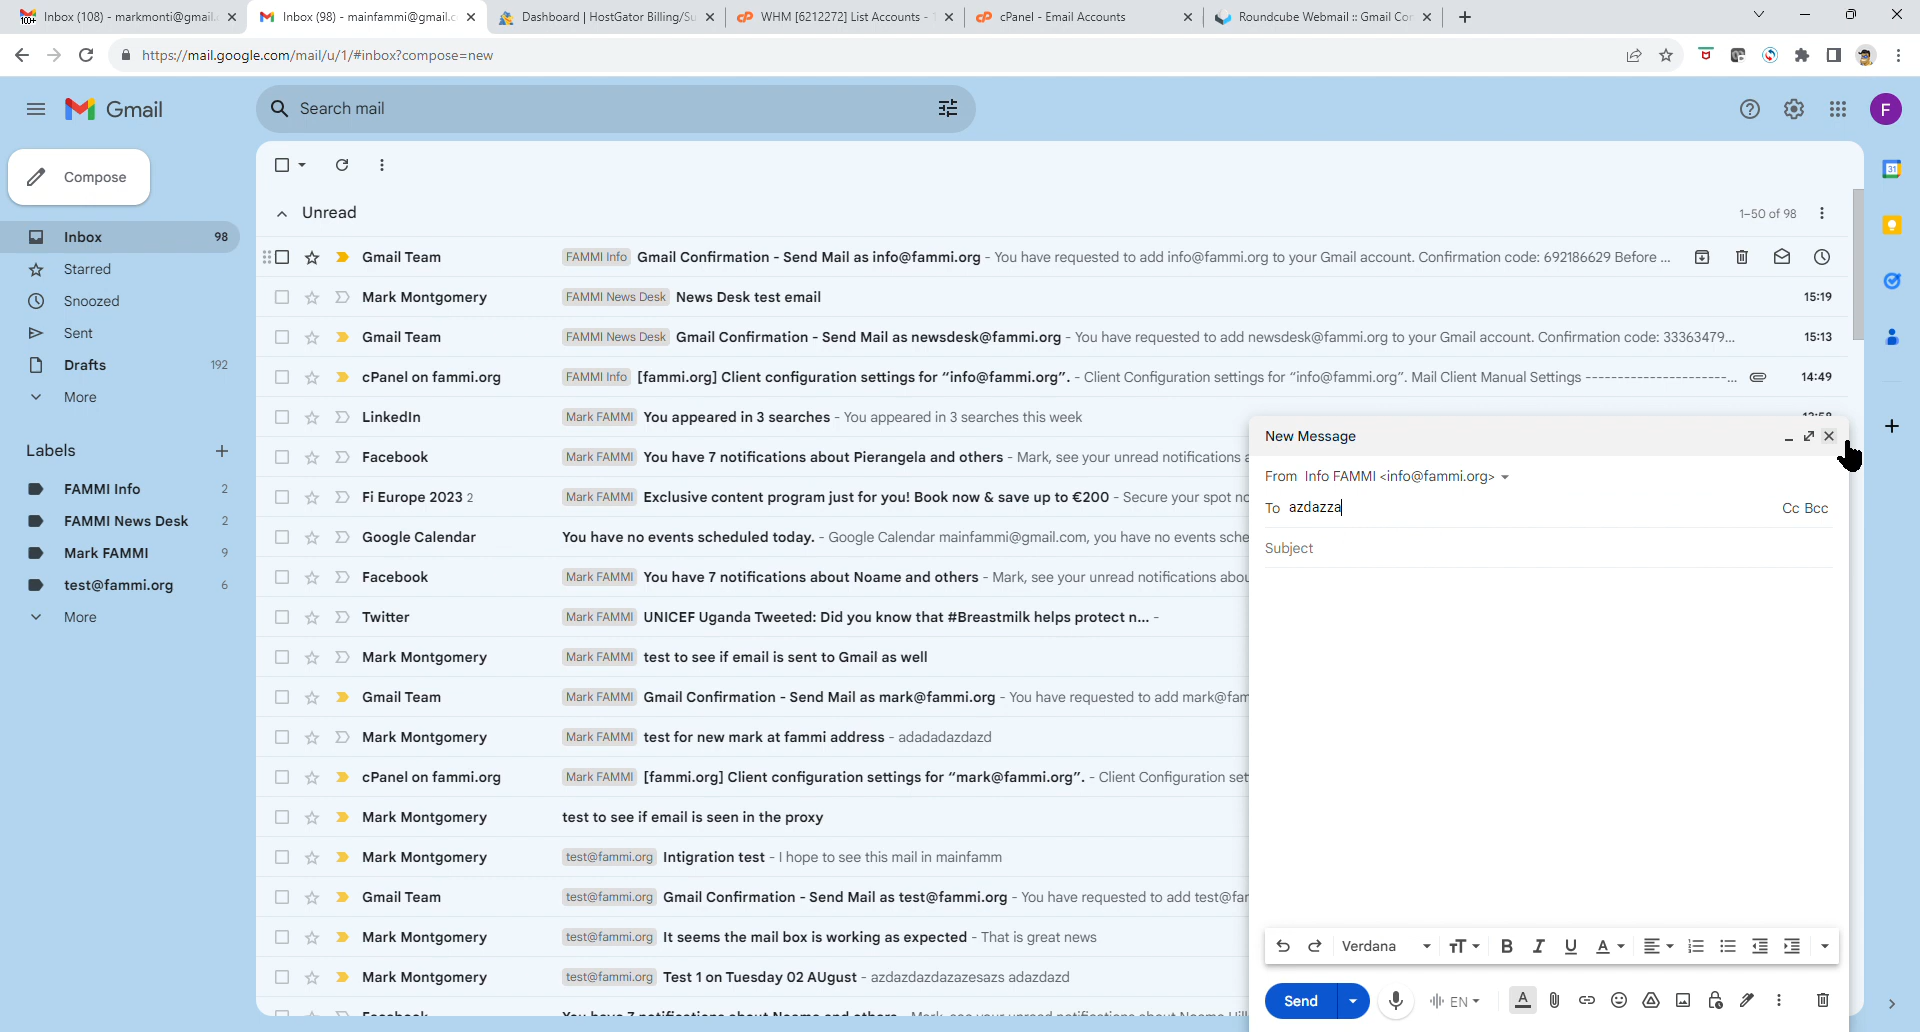 Inbox (108) - markmonti@gmail.
Inbox (98) - mainfammi@gmail.c
Dashboard | HostGator Billing/Su
WHM [6212272] List Accounts - 1
cPanel - Email Accounts
Roundcube Webmail :: Gmail Con
https://mail.google.com/mail/u/1/#inbox?compose=new
Gmail
Search mail
F
Compose
Inbox 98
Starred
Snoozed
Sent
Drafts 192
More
Labels
FAMMI Info 2
FAMMI News Desk 2
Mark FAMMI 9
test@fammi.org 6
More
Unread 1–50 of 98
Gmail Team FAMMI Info Gmail Confirmation - Send Mail as info@fammi.org - You have requested to add info@fammi.org to your Gmail account. Confirmation code: 692186629 Before ...
Mark Montgomery FAMMI News Desk News Desk test email 15:19
Gmail Team FAMMI News Desk Gmail Confirmation - Send Mail as newsdesk@fammi.org - You have requested to add newsdesk@fammi.org to your Gmail account. Confirmation code: 33363479... 15:13
cPanel on fammi.org FAMMI Info [fammi.org] Client configuration settings for “info@fammi.org”. - Client Configuration settings for “info@fammi.org”. Mail Client Manual Settings -----------------------... 14:49
LinkedIn Mark FAMMI You appeared in 3 searches - You appeared in 3 searches this week
Facebook Mark FAMMI You have 7 notifications about Pierangela and others - Mark, see your unread notifications a
Fi Europe 2023 2 Mark FAMMI Exclusive content program just for you! Book now & save up to €200 - Secure your spot no
Google Calendar You have no events scheduled today. - Google Calendar mainfammi@gmail.com, you have no events sche
Facebook Mark FAMMI You have 7 notifications about Noame and others - Mark, see your unread notifications abou
Twitter Mark FAMMI UNICEF Uganda Tweeted: Did you know that #Breastmilk helps protect n... -
Mark Montgomery Mark FAMMI test to see if email is sent to Gmail as well
Gmail Team Mark FAMMI Gmail Confirmation - Send Mail as mark@fammi.org - You have requested to add mark@fam
Mark Montgomery Mark FAMMI test for new mark at fammi address - adadadazdazd
cPanel on fammi.org Mark FAMMI [fammi.org] Client configuration settings for “mark@fammi.org”. - Client Configuration set
Mark Montgomery test to see if email is seen in the proxy
Mark Montgomery test@fammi.org Intigration test - I hope to see this mail in mainfamm
Gmail Team test@fammi.org Gmail Confirmation - Send Mail as test@fammi.org - You have requested to add test@far
Mark Montgomery test@fammi.org It seems the mail box is working as expected - That is great news
Mark Montgomery test@fammi.org Test 1 on Tuesday 02 AUgust - azdazdazdazazesazs adazdazd
New Message
From Info FAMMI <info@fammi.org>
To azdazza Cc Bcc
Subject
Verdana
Send EN